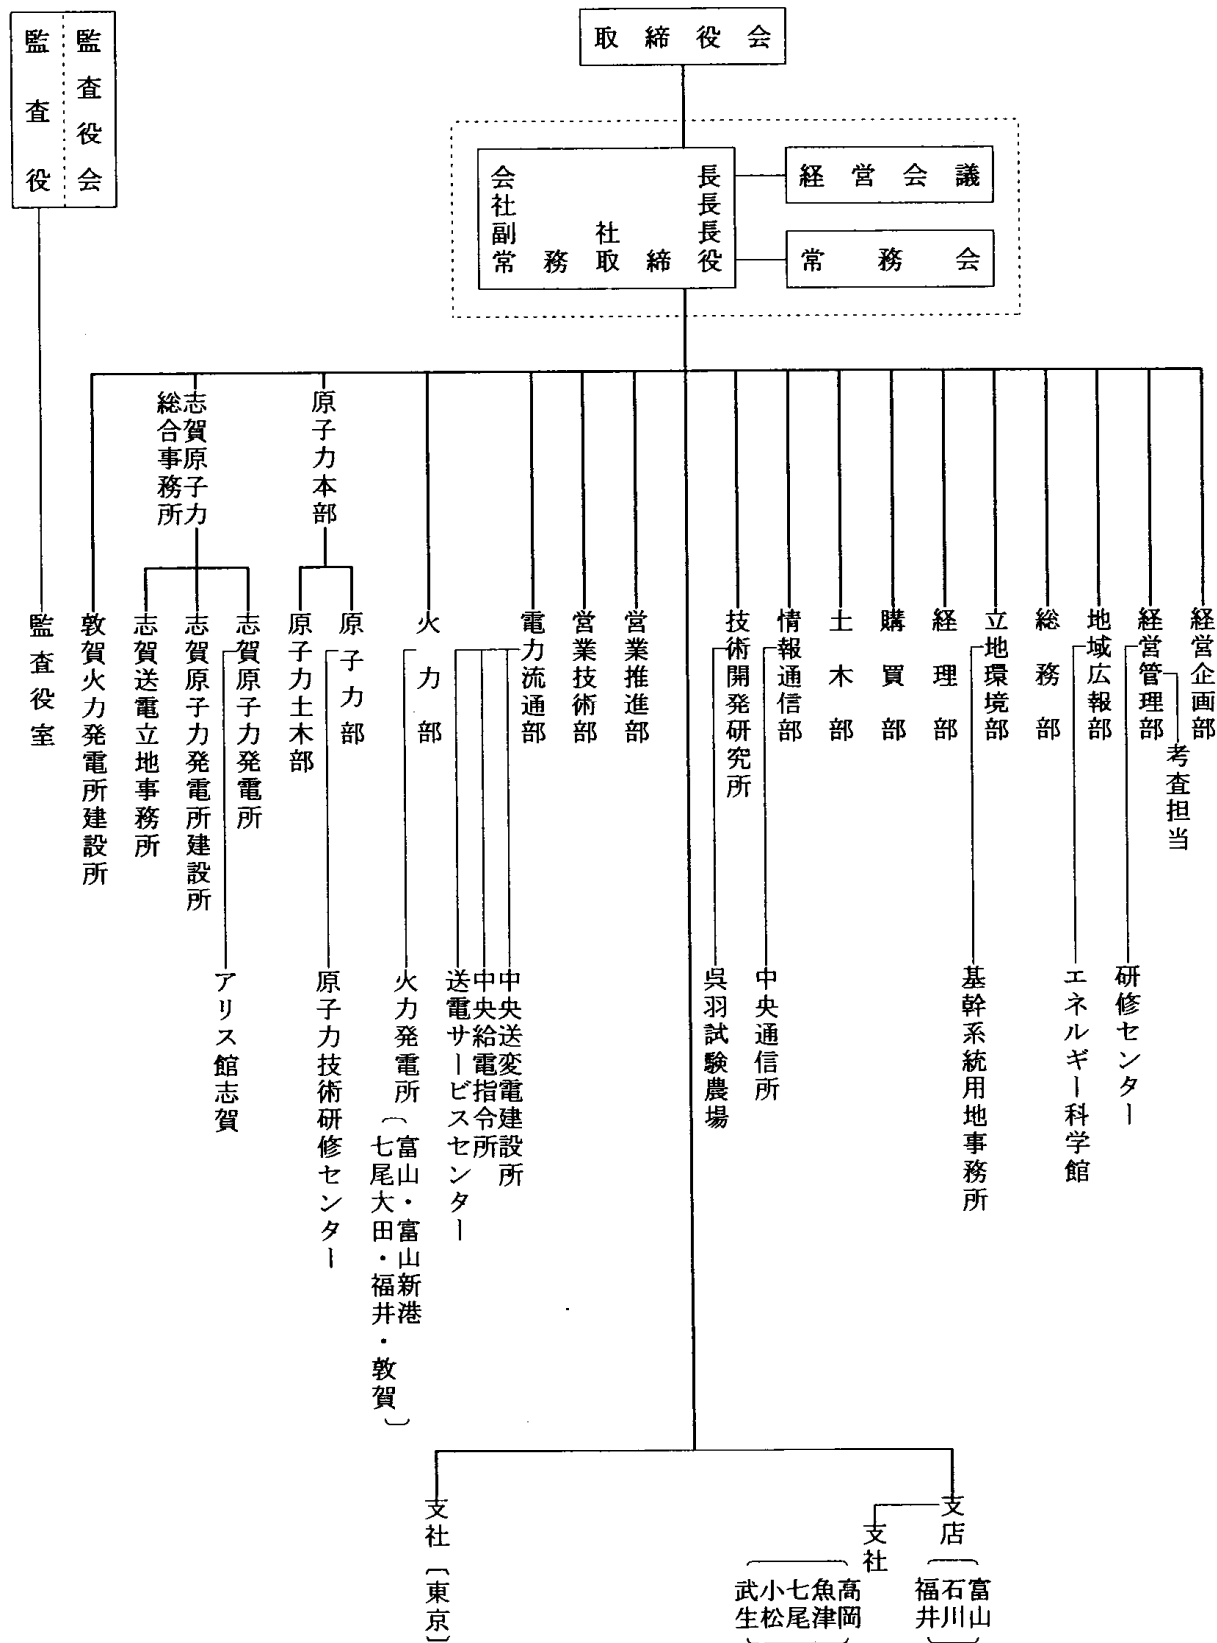 取締役会
監査役会
監査役
会長
社長
副社長
常務取締役
経営会議
常務会
経営企画部
経営管理部
考査担当
研修センター
地域広報部
エネルギー科学館
総務部
立地環境部
基幹系統用地事務所
経理部
購買部
土木部
情報通信部
中央通信所
技術開発研究所
呉羽試験農場
営業推進部
営業技術部
電力流通部
中央送変電建設所
中央給電指令所
送電サービスセンター
火力部
火力発電所
〔富山・富山新港
七尾大田・福井・敦賀〕
原子力本部
原子力部
原子力技術研修センター
原子力土木部
志賀原子力
総合事務所
志賀原子力発電所
アリス館志賀
志賀原子力発電所建設所
志賀送電立地事務所
敦賀火力発電所建設所
監査役室
支店
〔富山
石川
福井〕
支社
〔高岡
魚津
七尾
小松
武生〕
支社〔東京〕